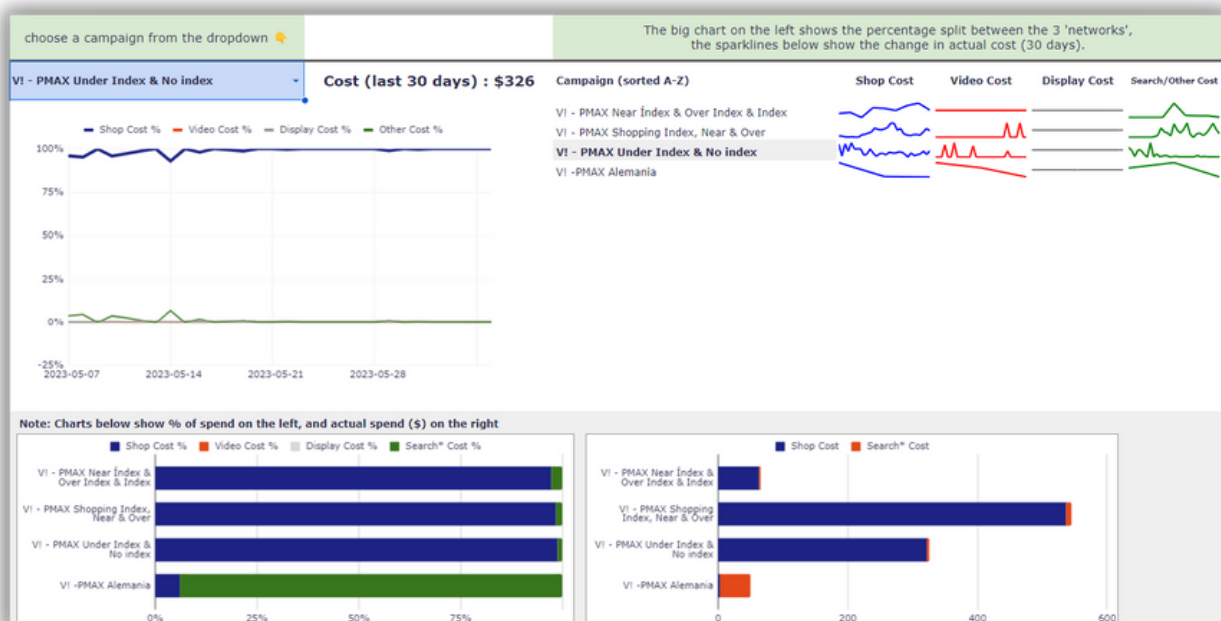 choose a campaign from the dropdown 👇
The big chart on the left shows the percentage split between the 3 'networks',
the sparklines below show the change in actual cost (30 days).
V! - PMAX Under Index & No index
Cost (last 30 days) : $326
Campaign (sorted A-Z) Shop Cost Video Cost Display Cost Search/Other Cost
V! - PMAX Near Índex & Over Index & Index
V! - PMAX Shopping Index, Near & Over
V! - PMAX Under Index & No index
V! -PMAX Alemania
Shop Cost % Video Cost % Display Cost % Other Cost %
100%
75%
50%
25%
0%
-25%
2023-05-07 2023-05-14 2023-05-21 2023-05-28
Note: Charts below show % of spend on the left, and actual spend ($) on the right
Shop Cost % Video Cost % Display Cost % Search* Cost %
V! - PMAX Near Índex &
Over Index & Index
V! - PMAX Shopping Index,
Near & Over
V! - PMAX Under Index &
No index
V! -PMAX Alemania
0% 25% 50% 75%
Shop Cost Search* Cost
V! - PMAX Near Índex &
Over Index & Index
V! - PMAX Shopping
Index, Near & Over
V! - PMAX Under Index &
No index
V! -PMAX Alemania
0 200 400 600